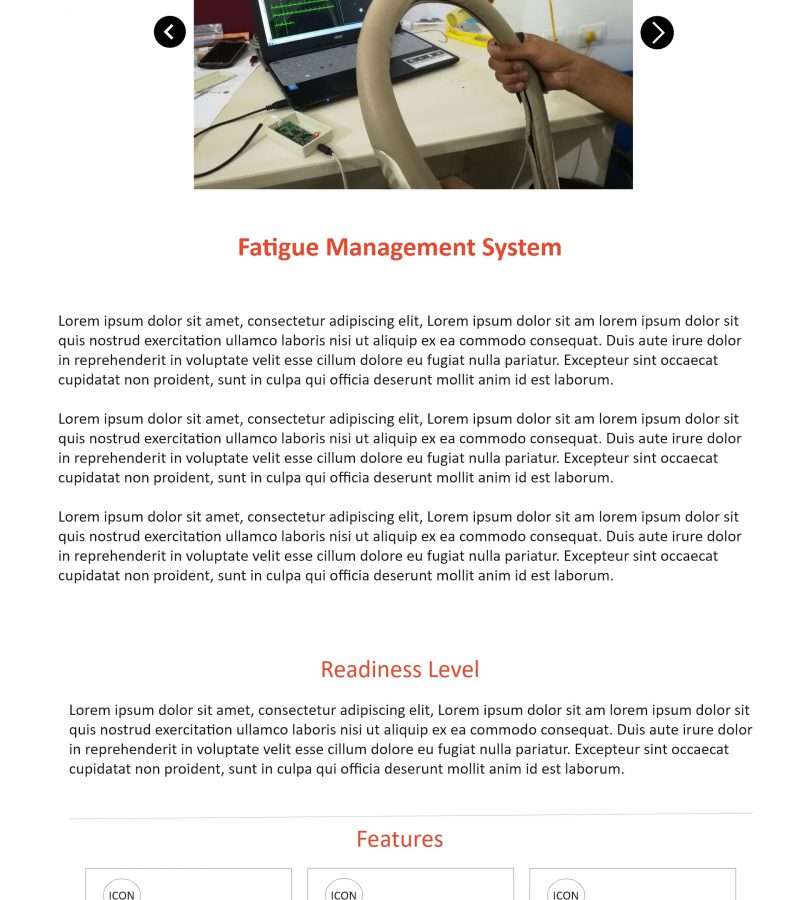 Fatigue Management System
Lorem ipsum dolor sit amet, consectetur adipiscing elit, Lorem ipsum dolor sit am lorem ipsum dolor sit
quis nostrud exercitation ullamco laboris nisi ut aliquip ex ea commodo consequat. Duis aute irure dolor
in reprehenderit in voluptate velit esse cillum dolore eu fugiat nulla pariatur. Excepteur sint occaecat
cupidatat non proident, sunt in culpa qui officia deserunt mollit anim id est laborum.
Lorem ipsum dolor sit amet, consectetur adipiscing elit, Lorem ipsum dolor sit am lorem ipsum dolor sit
quis nostrud exercitation ullamco laboris nisi ut aliquip ex ea commodo consequat. Duis aute irure dolor
in reprehenderit in voluptate velit esse cillum dolore eu fugiat nulla pariatur. Excepteur sint occaecat
cupidatat non proident, sunt in culpa qui officia deserunt mollit anim id est laborum.
Lorem ipsum dolor sit amet, consectetur adipiscing elit, Lorem ipsum dolor sit am lorem ipsum dolor sit
quis nostrud exercitation ullamco laboris nisi ut aliquip ex ea commodo consequat. Duis aute irure dolor
in reprehenderit in voluptate velit esse cillum dolore eu fugiat nulla pariatur. Excepteur sint occaecat
cupidatat non proident, sunt in culpa qui officia deserunt mollit anim id est laborum.
Readiness Level
Lorem ipsum dolor sit amet, consectetur adipiscing elit, Lorem ipsum dolor sit am lorem ipsum dolor sit
quis nostrud exercitation ullamco laboris nisi ut aliquip ex ea commodo consequat. Duis aute irure dolor
in reprehenderit in voluptate velit esse cillum dolore eu fugiat nulla pariatur. Excepteur sint occaecat
cupidatat non proident, sunt in culpa qui officia deserunt mollit anim id est laborum.
Features
ICON ICON ICON